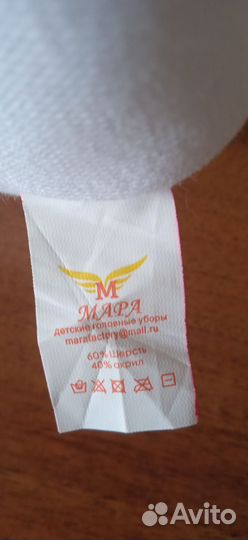 М
МАРА
детские головные уборы
marafactory@mail.ru
60% Шерсть
40% акрил
Avito